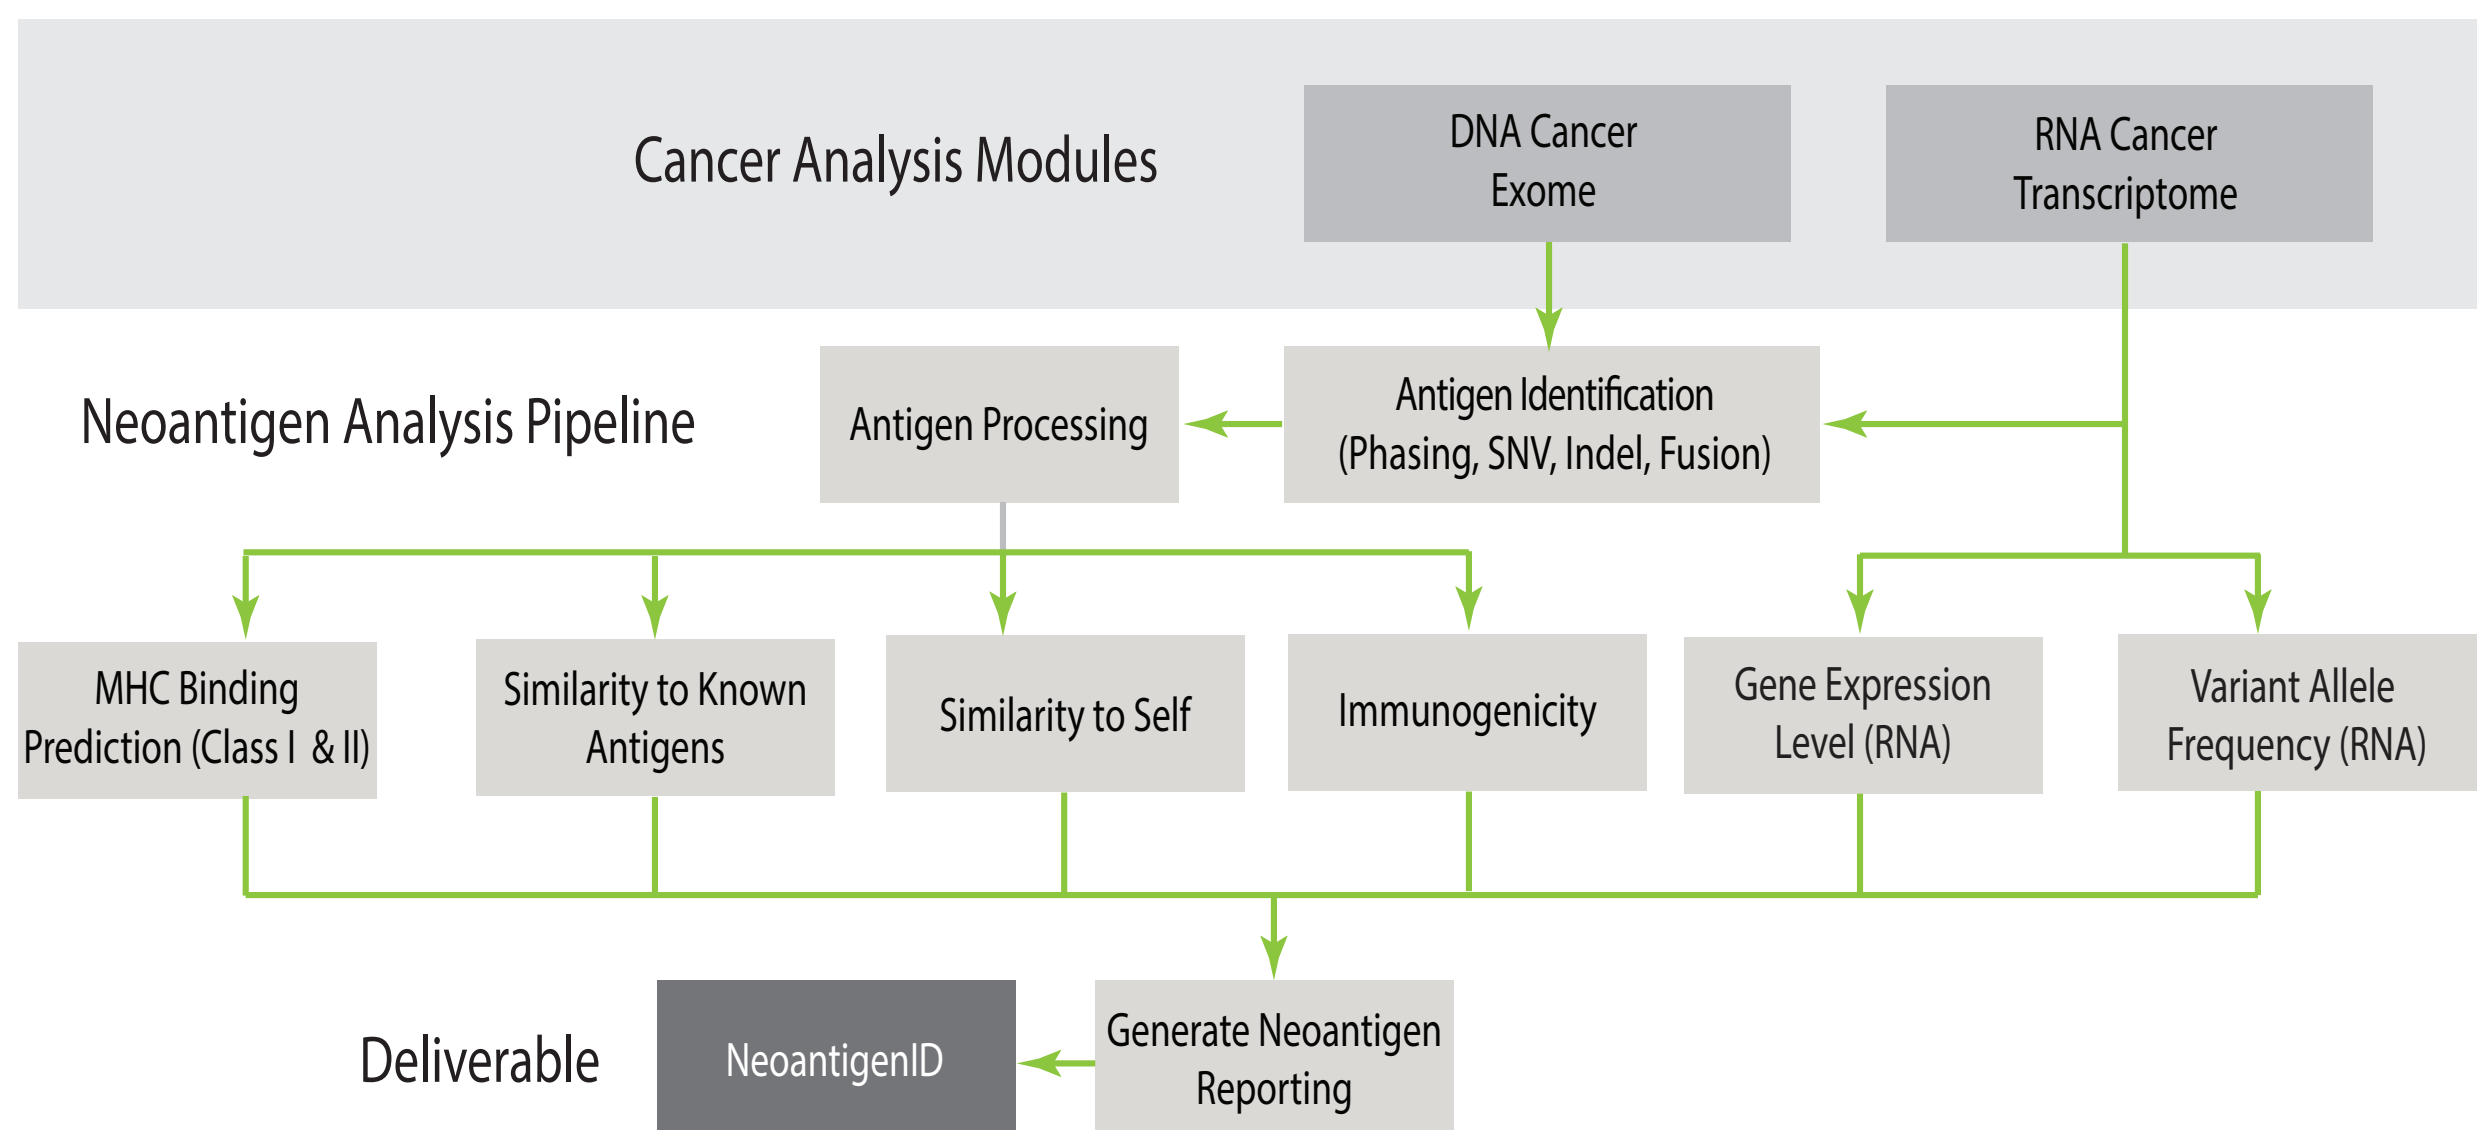 Cancer Analysis Modules
DNA Cancer
Exome
RNA Cancer
Transcriptome
Neoantigen Analysis Pipeline
Antigen Processing
Antigen Identification
(Phasing, SNV, Indel, Fusion)
MHC Binding
Prediction (Class I & II)
Similarity to Known
Antigens
Similarity to Self
Immunogenicity
Gene Expression
Level (RNA)
Variant Allele
Frequency (RNA)
Deliverable
NeoantigenID
Generate Neoantigen
Reporting